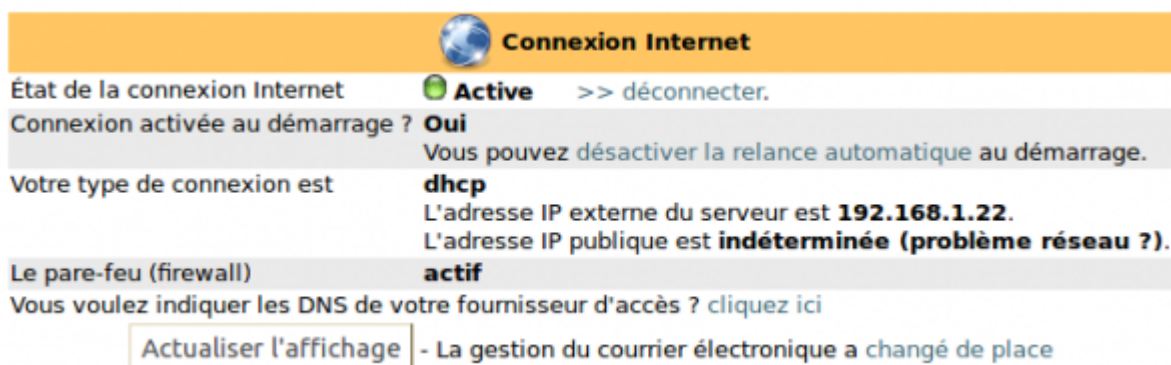 Connexion Internet
État de la connexion Internet Active >> déconnecter.
Connexion activée au démarrage ? Oui
Vous pouvez désactiver la relance automatique au démarrage.
Votre type de connexion est dhcp
L'adresse IP externe du serveur est 192.168.1.22.
L'adresse IP publique est indéterminée (problème réseau ?).
Le pare-feu (firewall) actif
Vous voulez indiquer les DNS de votre fournisseur d'accès ? cliquez ici
Actualiser l'affichage - La gestion du courrier électronique a changé de place